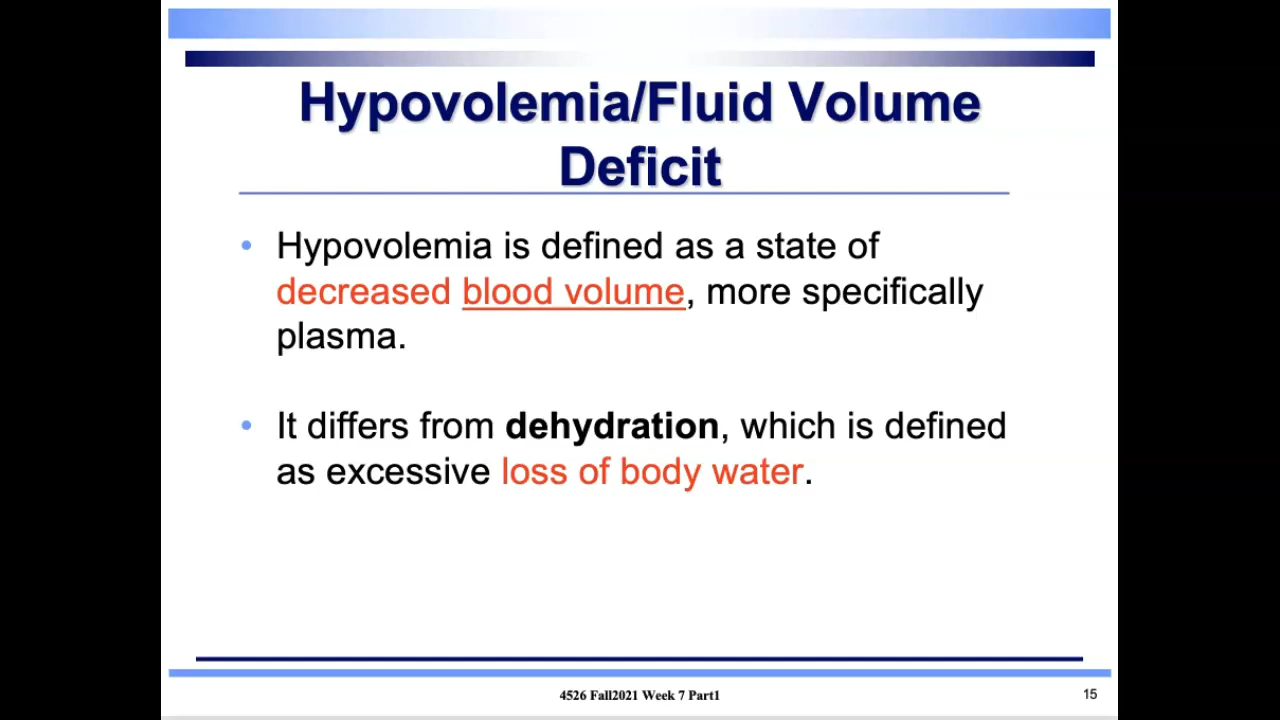 Hypovolemia/Fluid Volume
Deficit
• Hypovolemia is defined as a state of
decreased blood volume, more specifically
plasma.
• It differs from dehydration, which is defined
as excessive loss of body water.
4526 Fall2021 Week 7 Part1
15